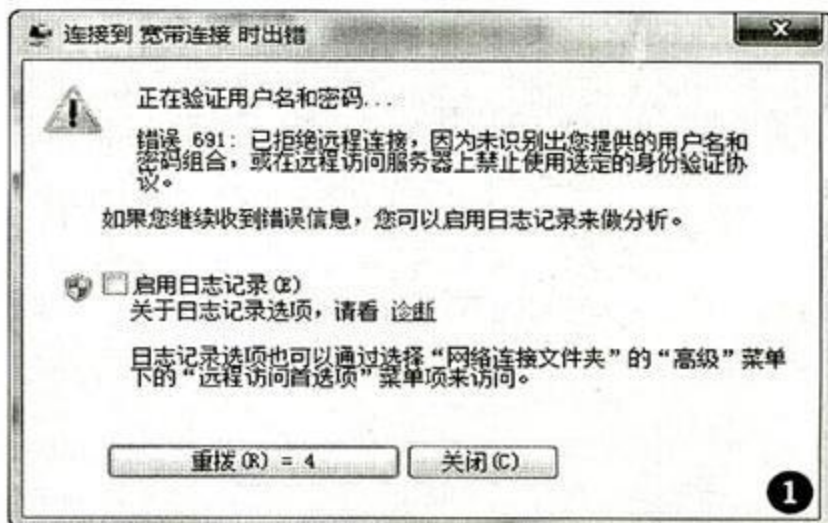 连接到 宽带连接 时出错
正在验证用户名和密码...
错误 691: 已拒绝远程连接，因为未识别出您提供的用户名和
密码组合，或在远程访问服务器上禁止使用选定的身份验证协
议。
如果您继续收到错误信息，您可以启用日志记录来做分析。
启用日志记录(E)
关于日志记录选项，请看 诊断
日志记录选项也可以通过选择“网络连接文件夹”的“高级”菜单
下的“远程访问首选项”菜单项来访问。
重拨(R) = 4
关闭(C)
1